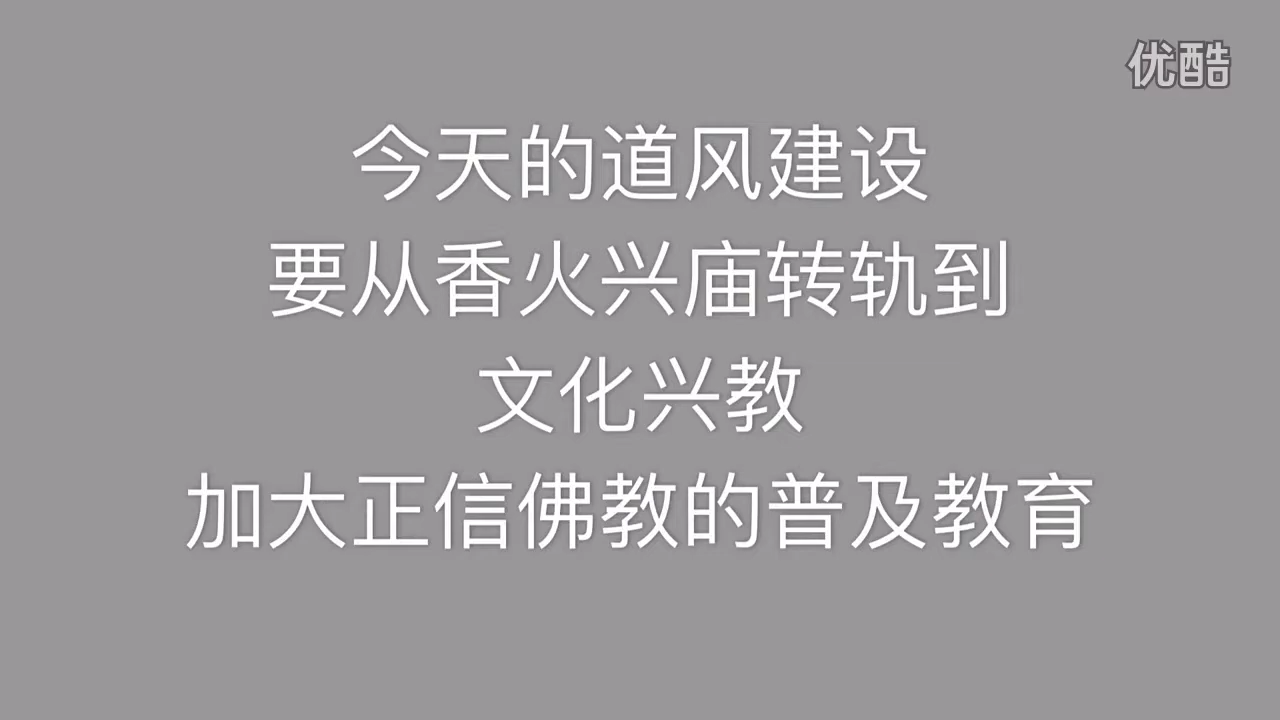 优酷
今天的道风建设
要从香火兴庙转轨到
文化兴教
加大正信佛教的普及教育